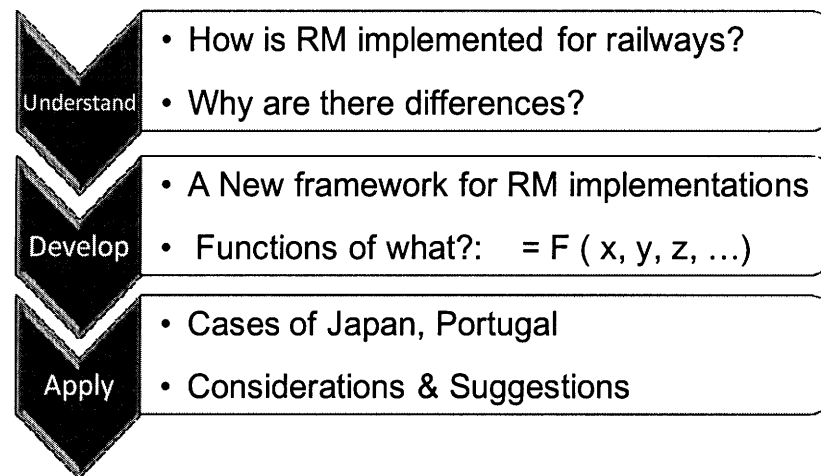 • How is RM implemented for railways?
Understand
• Why are there differences?
• A New framework for RM implementations
Develop
• Functions of what?: = F ( x, y, z, ...)
• Cases of Japan, Portugal
Apply
• Considerations & Suggestions